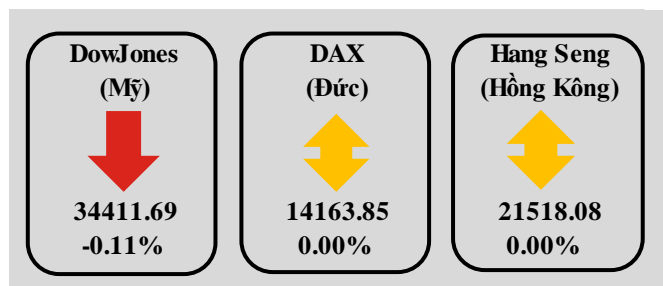 DowJones
(Mỹ)
34411.69
-0.11%
DAX
(Đức)
14163.85
0.00%
Hang Seng
(Hồng Kông)
21518.08
0.00%